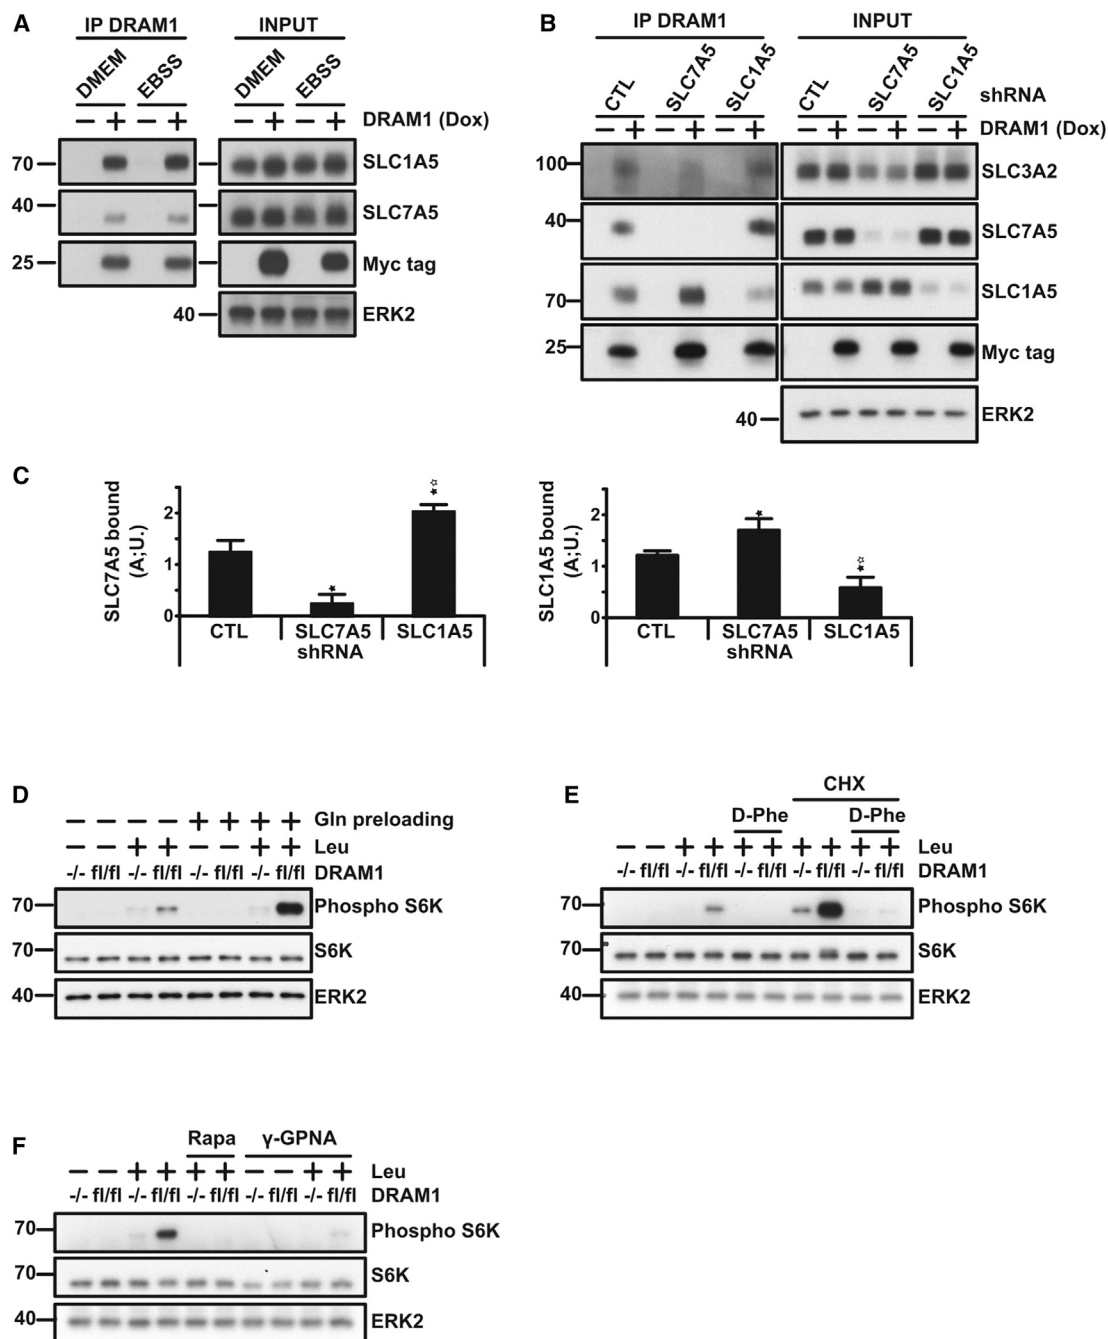 A
IP DRAM1 INPUT
DMEM EBSS DMEM EBSS
− + − + − + − + DRAM1 (Dox)
70 SLC1A5
40 SLC7A5
25 Myc tag
40 ERK2
B
IP DRAM1 INPUT
CTL SLC7A5 SLC1A5 CTL SLC7A5 SLC1A5 shRNA
− + − + − + − + − + − + DRAM1 (Dox)
100 SLC3A2
40 SLC7A5
70 SLC1A5
25 Myc tag
40 ERK2
C
SLC7A5 bound
(A;U.)
2
1
0
CTL SLC7A5 SLC1A5
shRNA
SLC1A5 bound
(A;U.)
2
1
0
CTL SLC7A5 SLC1A5
shRNA
D
− − − − + + + + Gln preloading
− − + + − − + + Leu
-/- fl/fl -/- fl/fl -/- fl/fl -/- fl/fl DRAM1
70 Phospho S6K
70 S6K
40 ERK2
E
CHX
D-Phe D-Phe
− − + + + + + + + + Leu
-/- fl/fl -/- fl/fl -/- fl/fl -/- fl/fl -/- fl/fl DRAM1
70 Phospho S6K
70 S6K
40 ERK2
F
Rapa γ-GPNA
− − + + + + − − + + Leu
-/- fl/fl -/- fl/fl -/- fl/fl -/- fl/fl -/- fl/fl DRAM1
70 Phospho S6K
70 S6K
40 ERK2